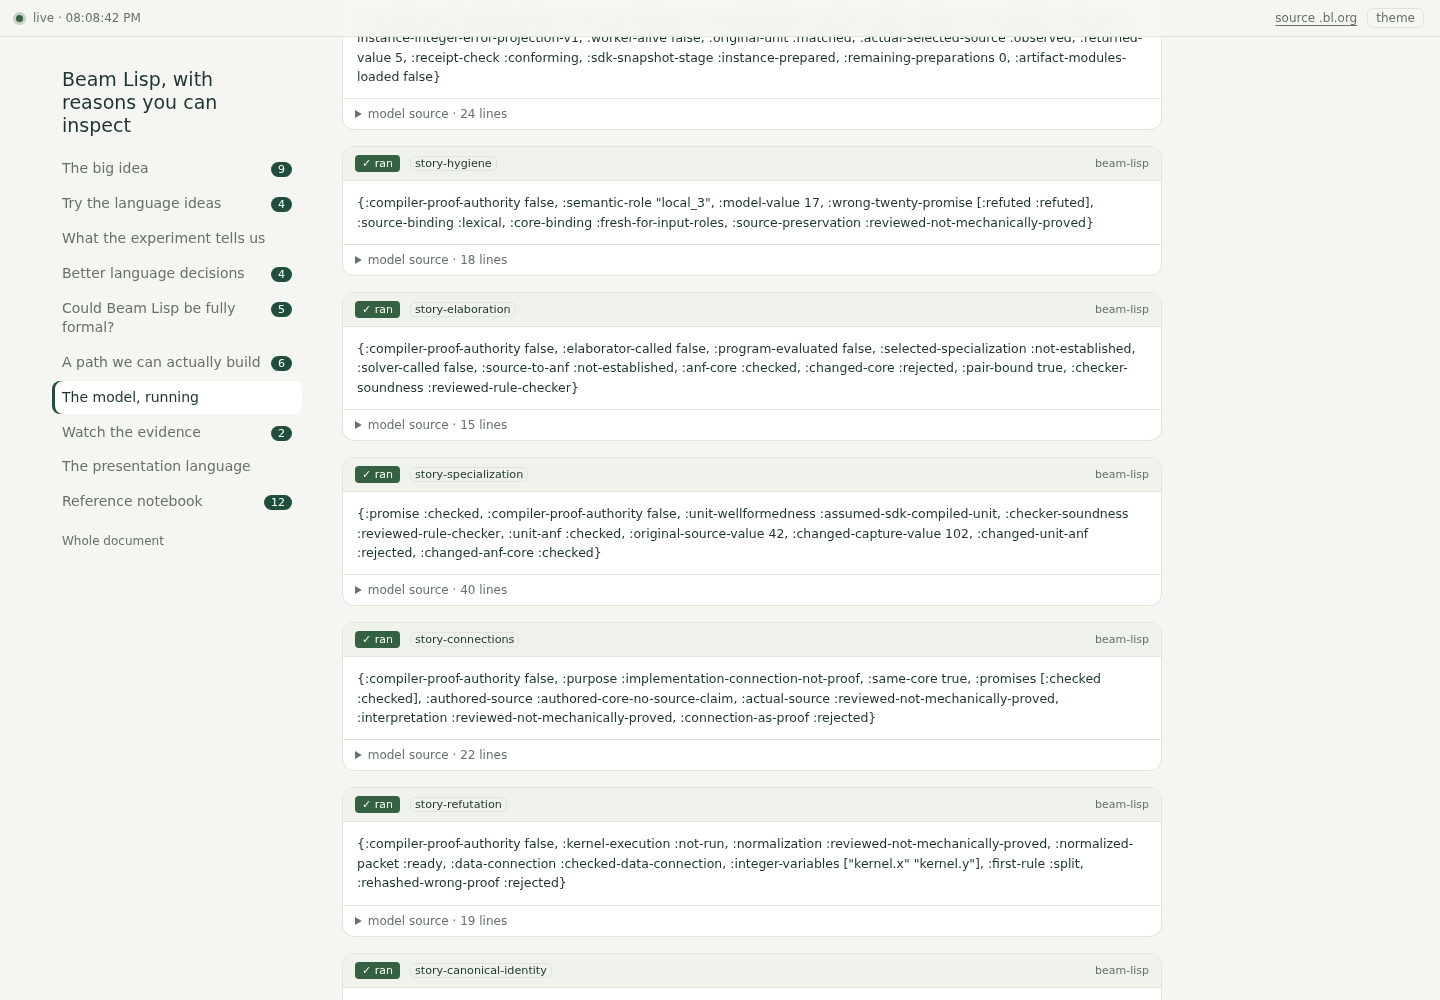 live · 08:08:42 PM
source .bl.org
theme
Beam Lisp, with
reasons you can
inspect
The big idea 9
Try the language ideas 4
What the experiment tells us
Better language decisions 4
Could Beam Lisp be fully 5
formal?
A path we can actually build 6
The model, running
Watch the evidence 2
The presentation language
Reference notebook 12
Whole document
instance-integer-error-projection-v1, :worker-alive false, :original-unit :matched, :actual-selected-source :observed, :returned-
value 5, :receipt-check :conforming, :sdk-snapshot-stage :instance-prepared, :remaining-preparations 0, :artifact-modules-
loaded false}
▶ model source · 24 lines
✓ ran story-hygiene beam-lisp
{:compiler-proof-authority false, :semantic-role "local_3", :model-value 17, :wrong-twenty-promise [:refuted :refuted],
:source-binding :lexical, :core-binding :fresh-for-input-roles, :source-preservation :reviewed-not-mechanically-proved}
▶ model source · 18 lines
✓ ran story-elaboration beam-lisp
{:compiler-proof-authority false, :elaborator-called false, :program-evaluated false, :selected-specialization :not-established,
:solver-called false, :source-to-anf :not-established, :anf-core :checked, :changed-core :rejected, :pair-bound true, :checker-
soundness :reviewed-rule-checker}
▶ model source · 15 lines
✓ ran story-specialization beam-lisp
{:promise :checked, :compiler-proof-authority false, :unit-wellformedness :assumed-sdk-compiled-unit, :checker-soundness
:reviewed-rule-checker, :unit-anf :checked, :original-source-value 42, :changed-capture-value 102, :changed-unit-anf
:rejected, :changed-anf-core :checked}
▶ model source · 40 lines
✓ ran story-connections beam-lisp
{:compiler-proof-authority false, :purpose :implementation-connection-not-proof, :same-core true, :promises [:checked
:checked], :authored-source :authored-core-no-source-claim, :actual-source :reviewed-not-mechanically-proved,
:interpretation :reviewed-not-mechanically-proved, :connection-as-proof :rejected}
▶ model source · 22 lines
✓ ran story-refutation beam-lisp
{:compiler-proof-authority false, :kernel-execution :not-run, :normalization :reviewed-not-mechanically-proved, :normalized-
packet :ready, :data-connection :checked-data-connection, :integer-variables ["kernel.x" "kernel.y"], :first-rule :split,
:rehashed-wrong-proof :rejected}
▶ model source · 19 lines
✓ ran story-canonical-identity beam-lisp